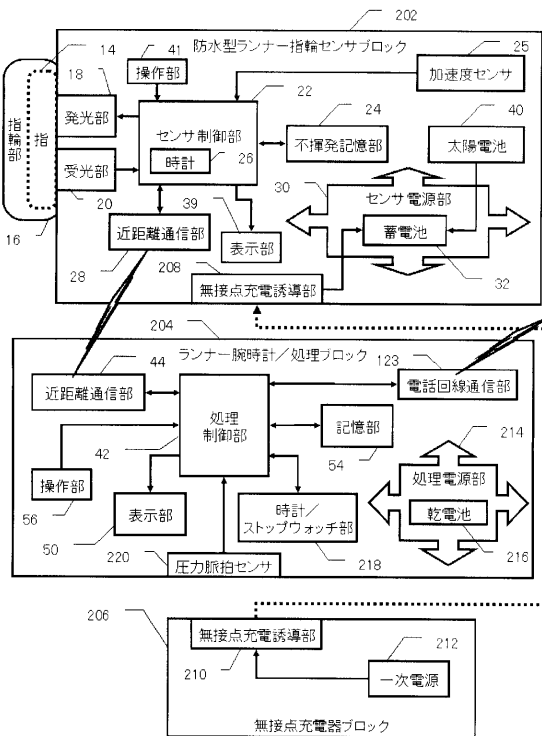 202
防水型ランナー指輪センサブロック
14
41
25
18
操作部
22
加速度センサ
発光部
24
40
センサ制御部
指輪部
指
時計
26
不揮発記憶部
太陽電池
受光部
30
センサ電源部
20
39
16
近距離通信部
表示部
蓄電池
28
208
32
無接点充電誘導部
204
ランナー腕時計／処理ブロック
44
123
近距離通信部
電話回線通信部
処理
制御部
42
記憶部
54
214
操作部
処理電源部
56
表示部
時計／
ストップウォッチ部
乾電池
50
220
218
216
圧力脈拍センサ
206
無接点充電誘導部
212
210
一次電源
無接点充電器ブロック